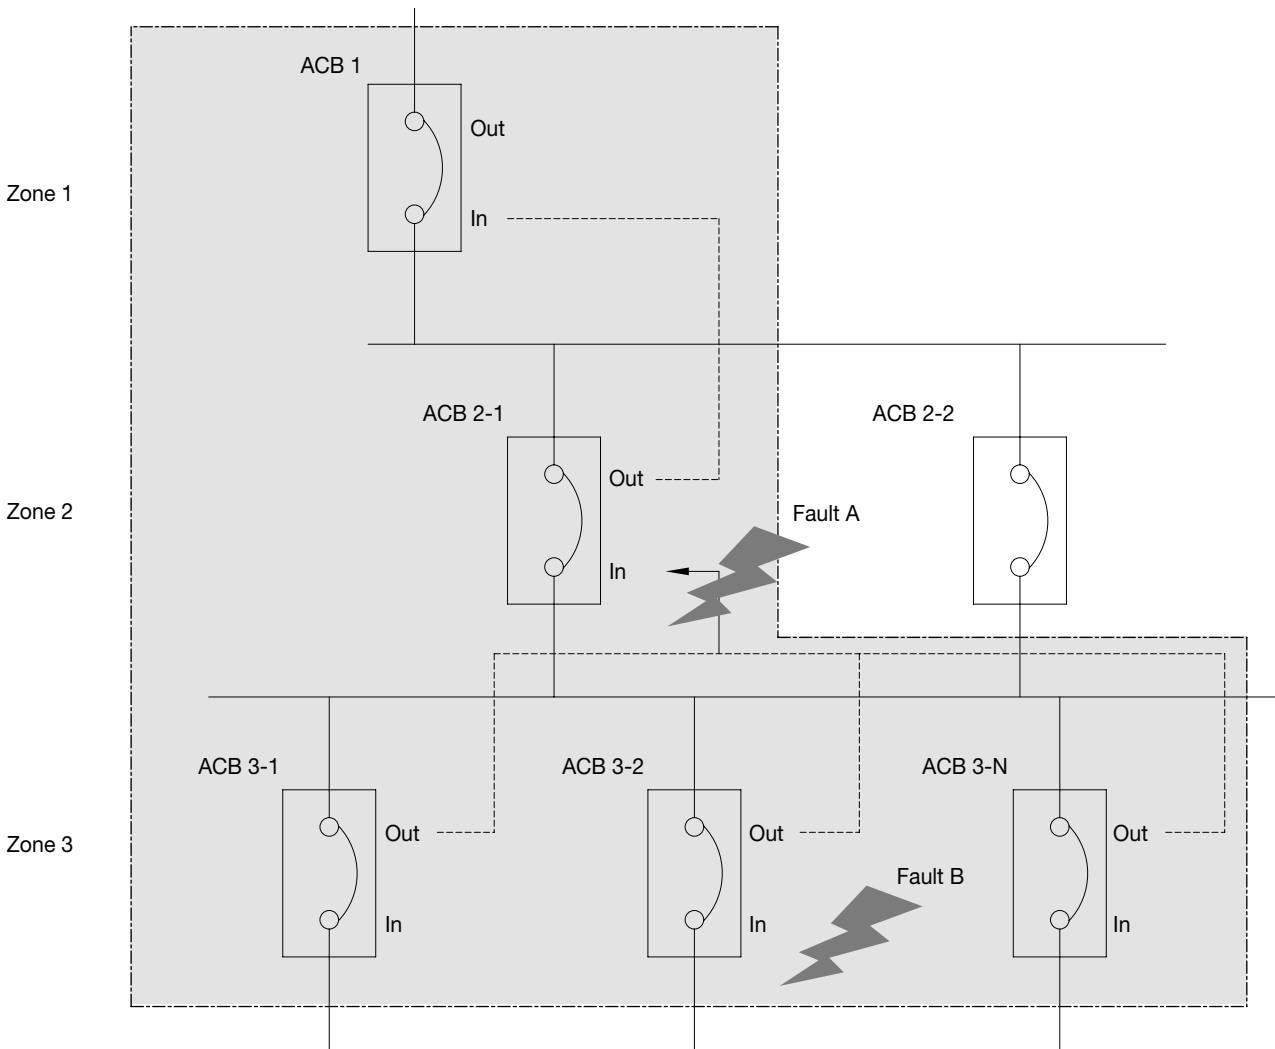 ACB 1
Out
Zone 1
In
ACB 2-1
ACB 2-2
Out
Zone 2
Fault A
In
ACB 3-1
ACB 3-2
ACB 3-N
Out
Out
Out
Zone 3
Fault B
In
In
In